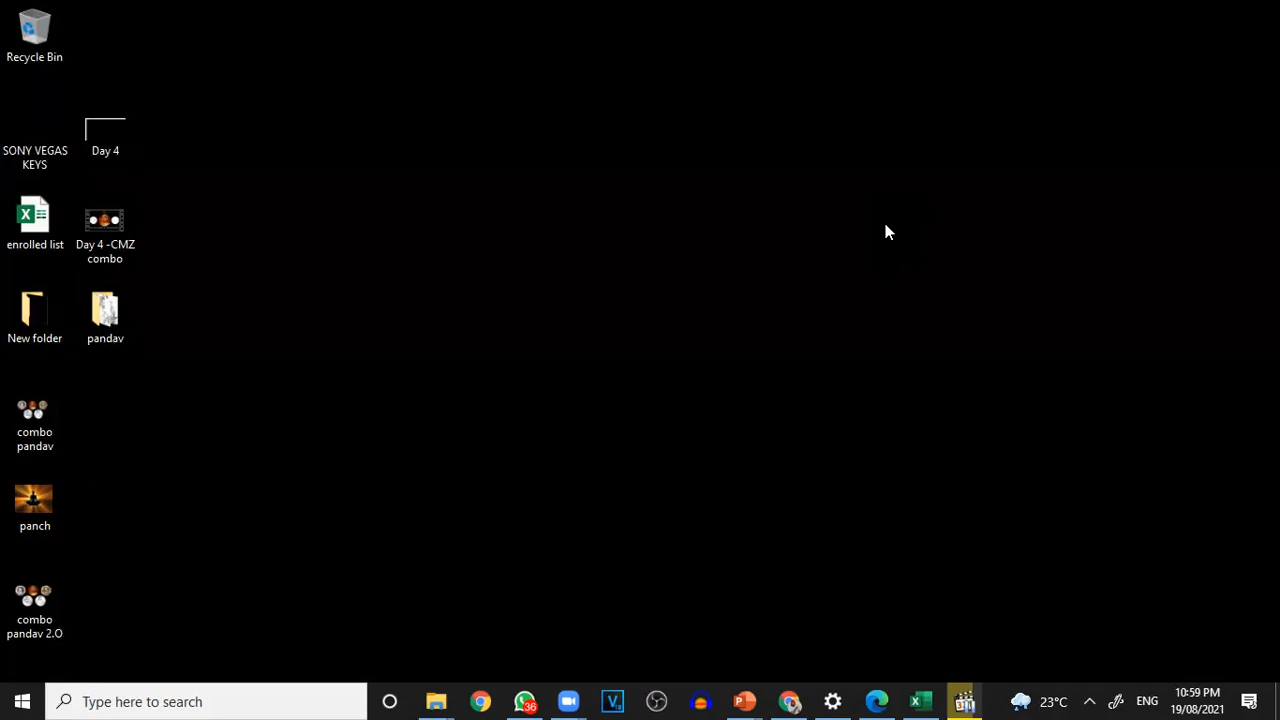 Recycle Bin
SONY VEGAS
KEYS
Day 4
enrolled list
Day 4 -CMZ
combo
New folder
pandav
combo
pandav
panch
combo
pandav 2.O
Type here to search
36
23°C
ENG
10:59 PM
19/08/2021